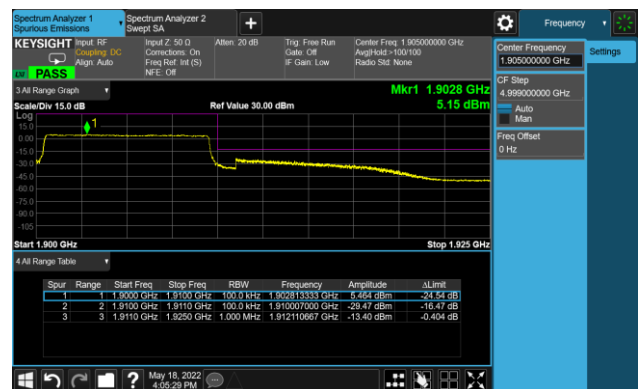 Spectrum Analyzer 1
Spurious Emissions
Spectrum Analyzer 2
Swept SA
Frequency
KEYSIGHT
Input: RF
Coupling: DC
Align: Auto
Input Z: 50 Ω
Corrections: On
Freq Ref: Int (S)
NFE: Off
Atten: 20 dB
Trig: Free Run
Gate: Off
IF Gain: Low
Center Freq: 1.905000000 GHz
Avg|Hold:>100/100
Radio Std: None
PASS
Center Frequency
1.905000000 GHz
Settings
CF Step
4.999000000 GHz
Auto
Man
Freq Offset
0 Hz
3 All Range Graph
Mkr1 1.9028 GHz
5.15 dBm
Scale/Div 15.0 dB
Ref Value 30.00 dBm
Log
15.0
0.00
-15.0
-30.0
-45.0
-60.0
-75.0
-90.0
-105
1
Start 1.900 GHz
Stop 1.925 GHz
4 All Range Table
Spur Range Start Freq Stop Freq RBW Frequency Amplitude ΔLimit
1 1 1.9000 GHz 1.9100 GHz 100.0 kHz 1.902813333 GHz 5.464 dBm -24.54 dB
2 2 1.9100 GHz 1.9110 GHz 100.0 kHz 1.910007000 GHz -29.47 dBm -16.47 dB
3 3 1.9110 GHz 1.9250 GHz 1.000 MHz 1.912110667 GHz -13.40 dBm -0.404 dB
May 18, 2022
4:05:29 PM